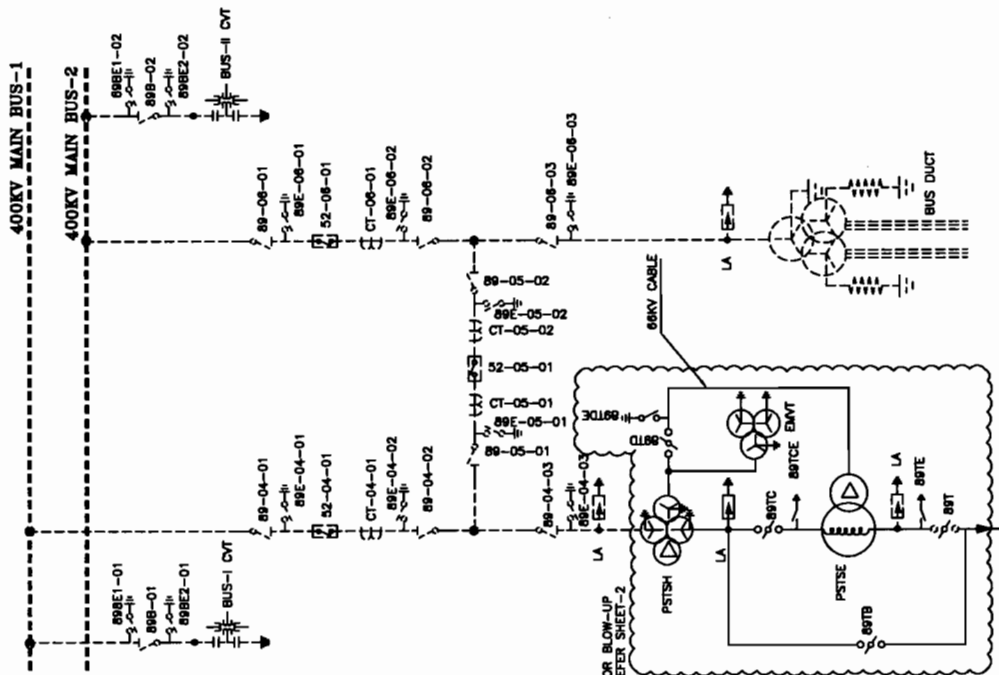 400KV MAIN BUS-1
400KV MAIN BUS-2
89BE1-02
89B-02
89BE2-02
BUS-II CVT
89-06-01
89E-06-01
52-06-01
CT-06-01
89E-06-02
89-06-02
89-06-03
89E-06-03
LA
BUS DUCT
89-05-02
89E-05-02
CT-05-02
52-05-01
CT-05-01
89E-05-01
89-05-01
66KV CABLE
89-04-01
89E-04-01
52-04-01
CT-04-01
89E-04-02
89-04-02
89-04-03
89E-04-03
LA
89BE1-01
89B-01
89BE2-01
BUS-I CVT
89TDE
89TD
EMVT
89TCE
PSTSH
LA
89TC
PSTSE
LA
89TE
89T
89TB
OR BLOW-UP
EFER SHEET-2